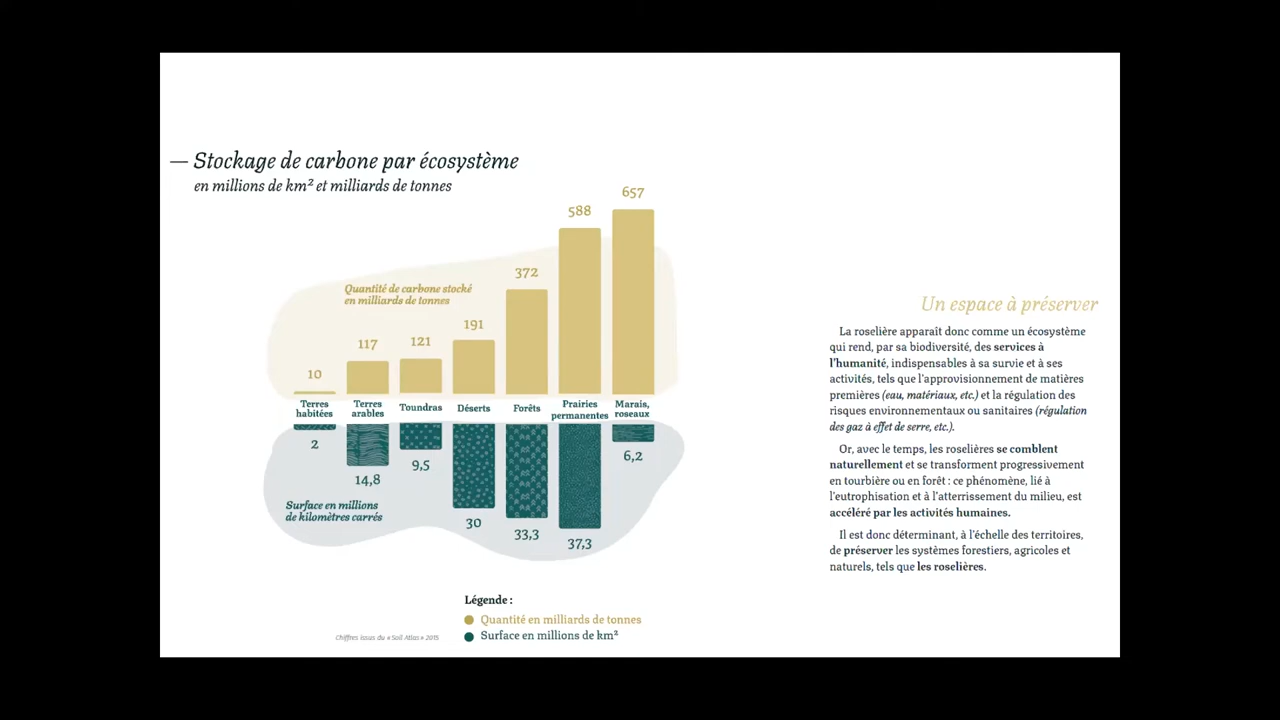 — Stockage de carbone par écosystème
en millions de km² et milliards de tonnes
657
588
372
Quantité de carbone stocké
en milliards de tonnes
191
117
121
10
Terres
habitées
Terres
arables
Toundras
Déserts
Forêts
Prairies
permanentes
Marais,
roseaux
2
14,8
9,5
30
33,3
37,3
6,2
Surface en millions
de kilomètres carrés
Légende :
Quantité en milliards de tonnes
Surface en millions de km²
Chiffres issus du « Soil Atlas » 2015
Un espace à préserver
La roselière apparaît donc comme un écosystème
qui rend, par sa biodiversité, des services à
l'humanité, indispensables à sa survie et à ses
activités, tels que l'approvisionnement de matières
premières (eau, matériaux, etc.) et la régulation des
risques environnementaux ou sanitaires (régulation
des gaz à effet de serre, etc.).
Or, avec le temps, les roselières se comblent
naturellement et se transforment progressivement
en tourbière ou en forêt : ce phénomène, lié à
l'eutrophisation et à l'atterrissement du milieu, est
accéléré par les activités humaines.
Il est donc déterminant, à l'échelle des territoires,
de préserver les systèmes forestiers, agricoles et
naturels, tels que les roselières.